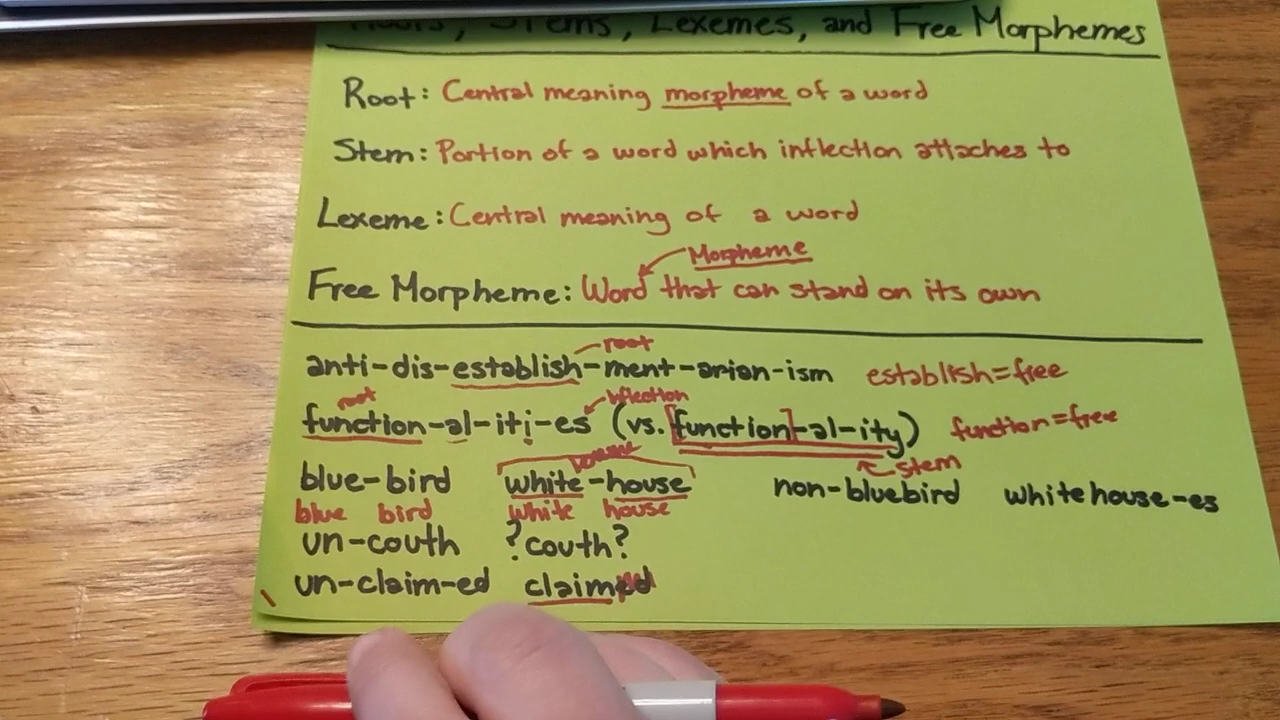 Roots, Stems, Lexemes, and Free Morphemes
Root: Central meaning morpheme of a word
Stem: Portion of a word which inflection attaches to
Lexeme: Central meaning of a word
Morpheme
Free Morpheme: Word that can stand on its own
root
anti-dis-establish-ment-arian-ism establish=free
root inflection
function-al-iti-es (vs. [function]-al-ity) function=free
lexeme stem
blue-bird white-house non-bluebird whitehouse-es
blue bird white house
un-couth ?couth?
un-claim-ed claimed